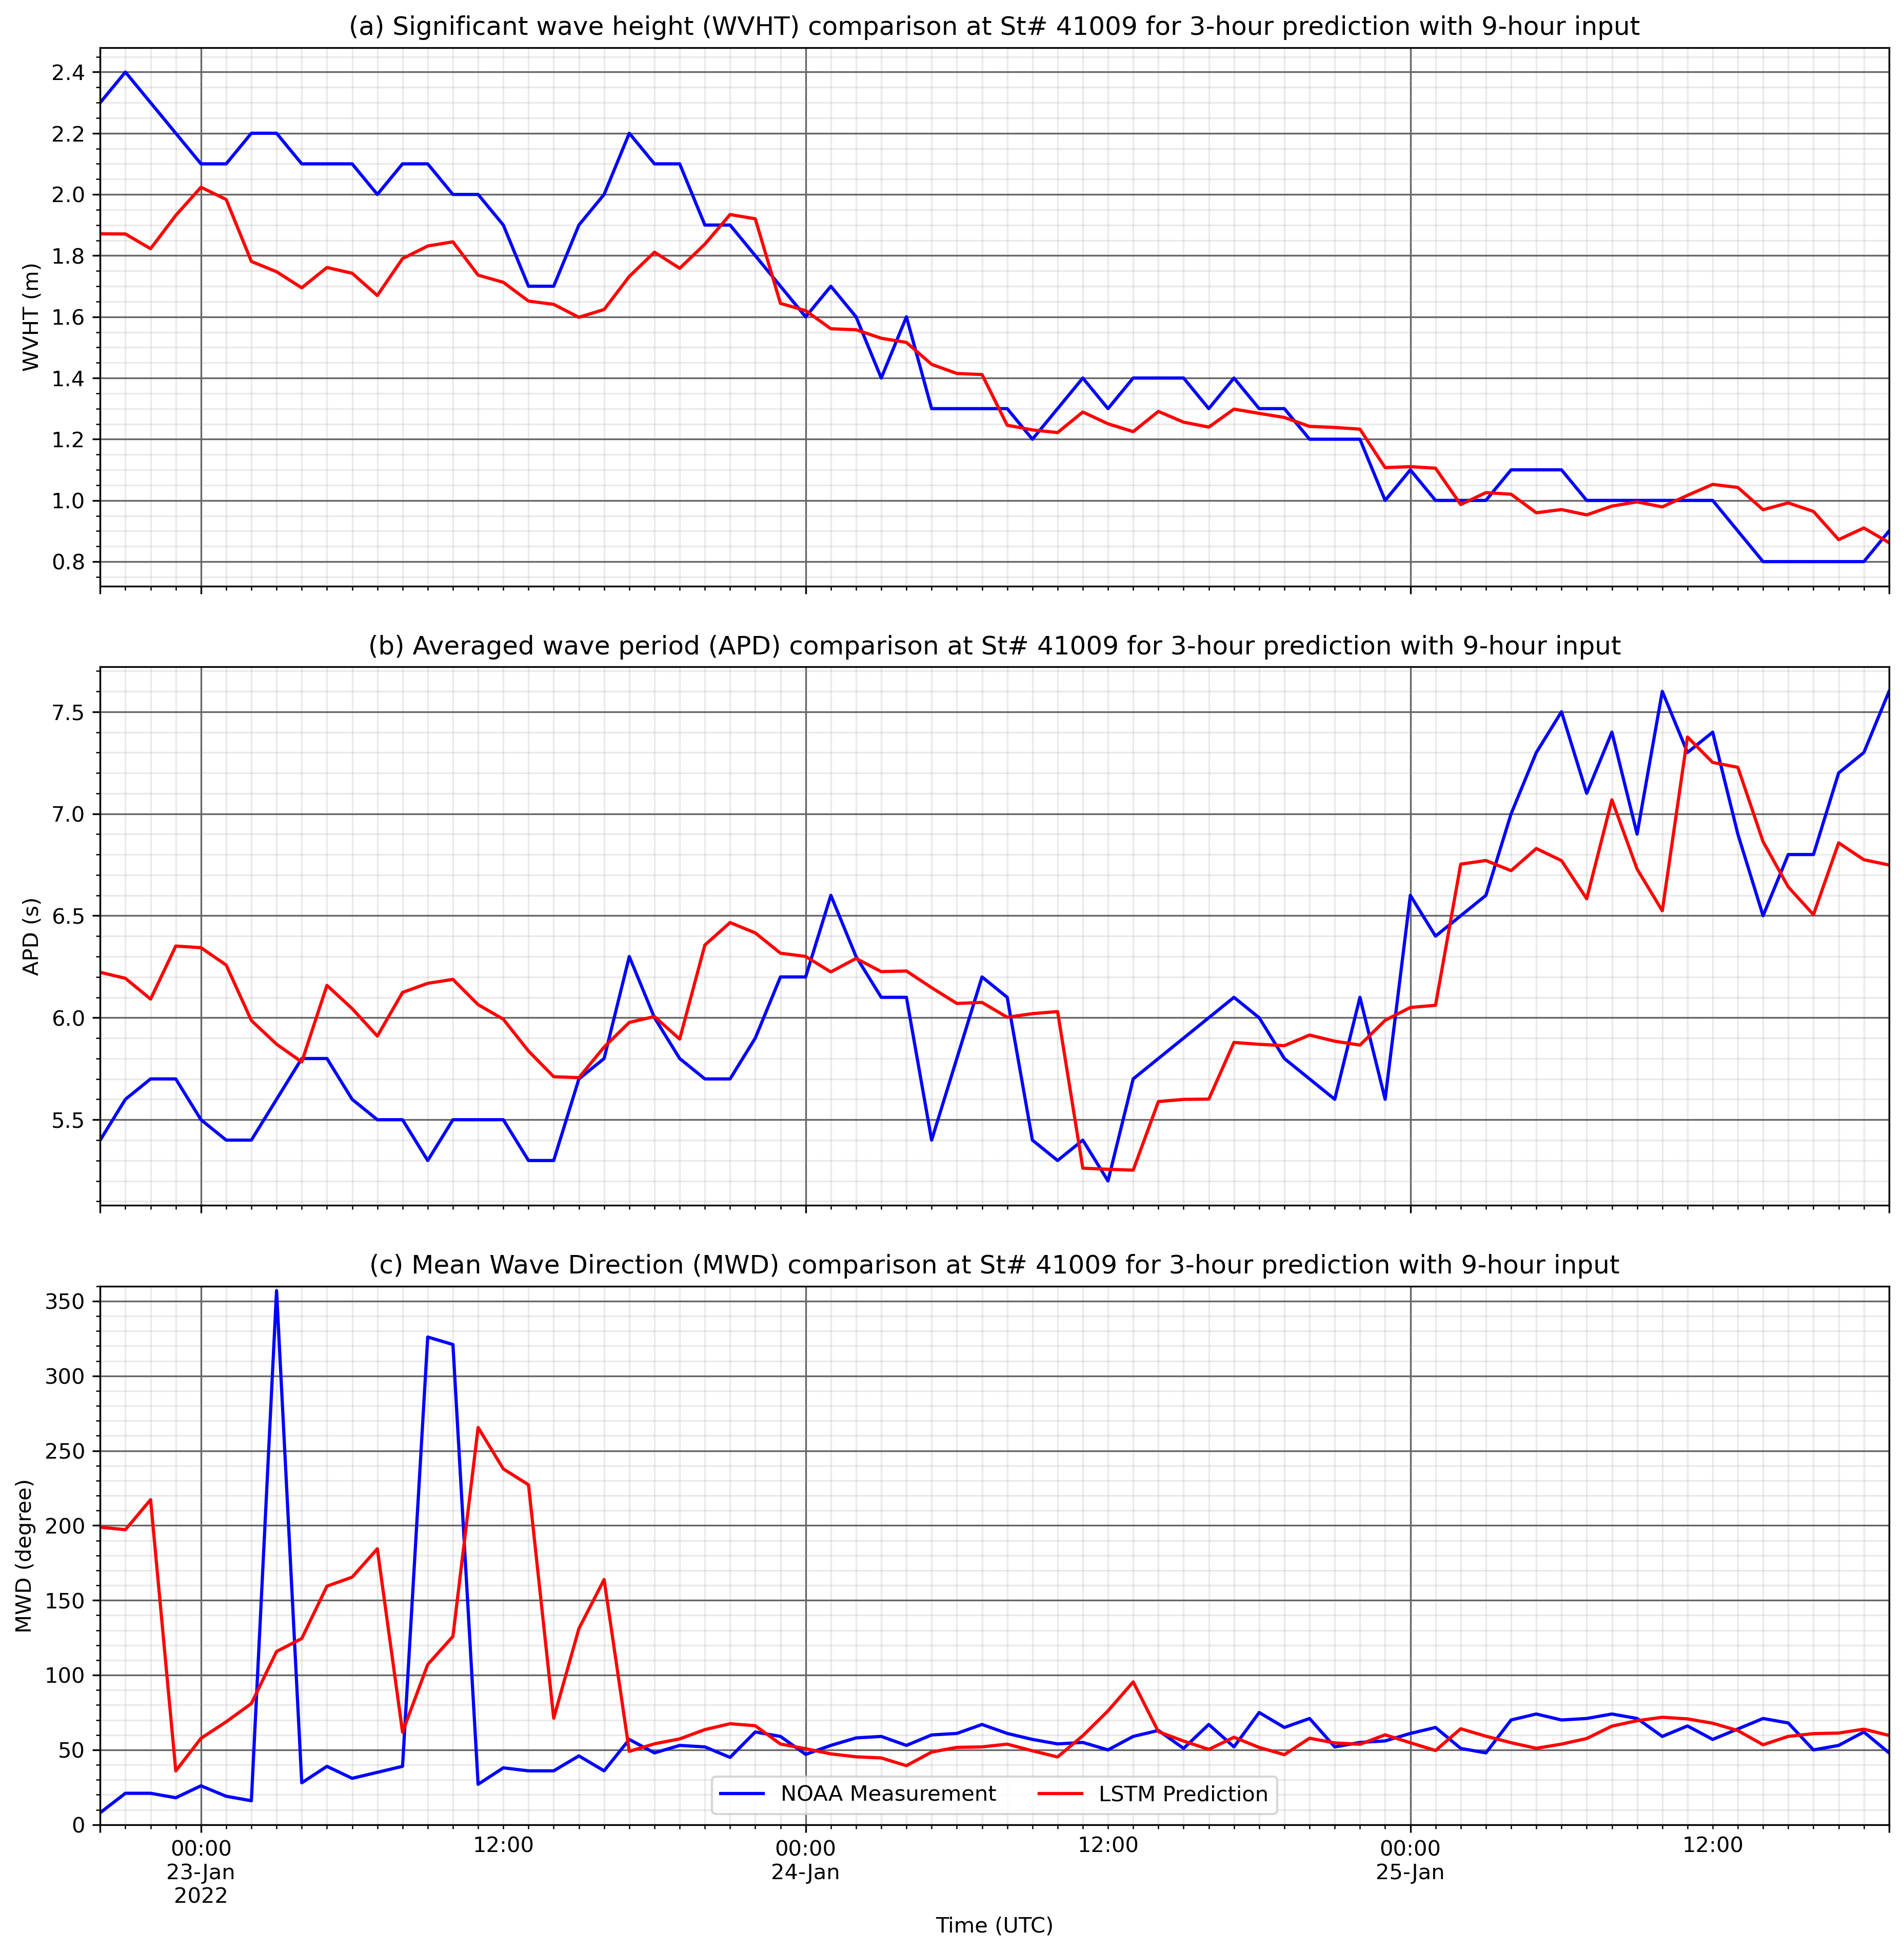 (a) Significant wave height (WVHT) comparison at St# 41009 for 3-hour prediction with 9-hour input
2.4
2.2
2.0
1.8
1.6
1.4
1.2
1.0
0.8
WVHT (m)
(b) Averaged wave period (APD) comparison at St# 41009 for 3-hour prediction with 9-hour input
7.5
7.0
6.5
6.0
5.5
APD (s)
(c) Mean Wave Direction (MWD) comparison at St# 41009 for 3-hour prediction with 9-hour input
350
300
250
200
150
100
50
0
MWD (degree)
NOAA Measurement LSTM Prediction
00:00 12:00 00:00 12:00 00:00 12:00
23-Jan 24-Jan 25-Jan
2022
Time (UTC)